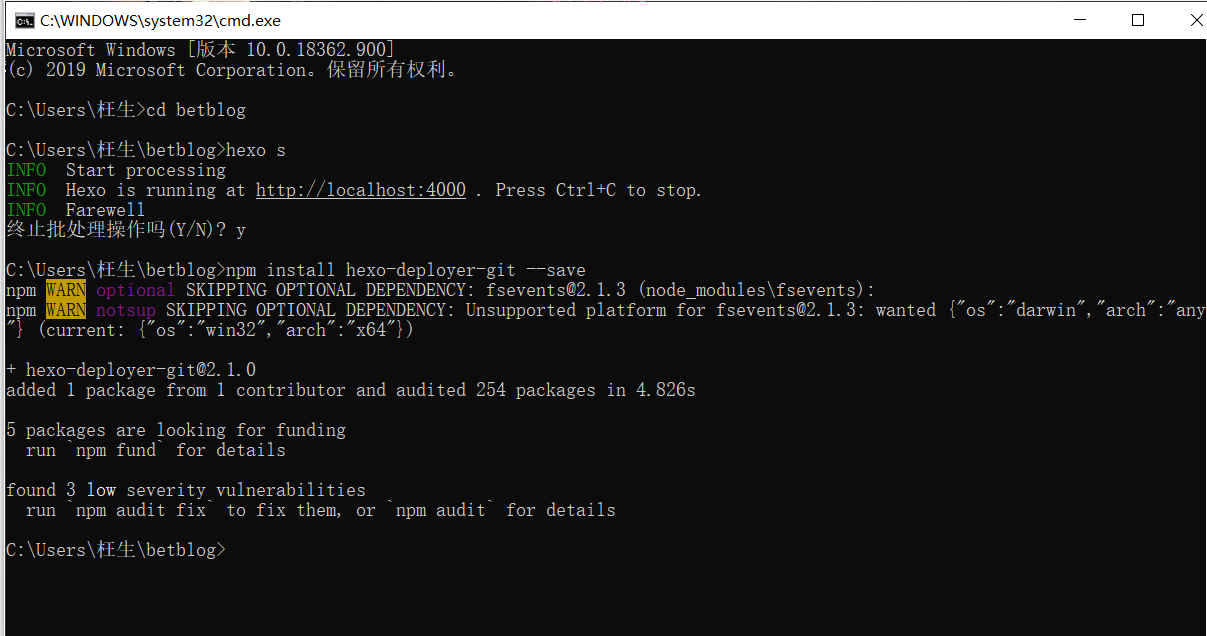 C:\WINDOWS\system32\cmd.exe
Microsoft Windows [版本 10.0.18362.900]
(c) 2019 Microsoft Corporation。保留所有权利。
C:\Users\枉生>cd betblog
C:\Users\枉生\betblog>hexo s
INFO  Start processing
INFO  Hexo is running at http://localhost:4000 . Press Ctrl+C to stop.
INFO  Farewell
终止批处理操作吗(Y/N)? y
C:\Users\枉生\betblog>npm install hexo-deployer-git --save
npm WARN optional SKIPPING OPTIONAL DEPENDENCY: fsevents@2.1.3 (node_modules\fsevents):
npm WARN notsup SKIPPING OPTIONAL DEPENDENCY: Unsupported platform for fsevents@2.1.3: wanted {"os":"darwin","arch":"any
"} (current: {"os":"win32","arch":"x64"})
+ hexo-deployer-git@2.1.0
added 1 package from 1 contributor and audited 254 packages in 4.826s
5 packages are looking for funding
  run `npm fund` for details
found 3 low severity vulnerabilities
  run `npm audit fix` to fix them, or `npm audit` for details
C:\Users\枉生\betblog>